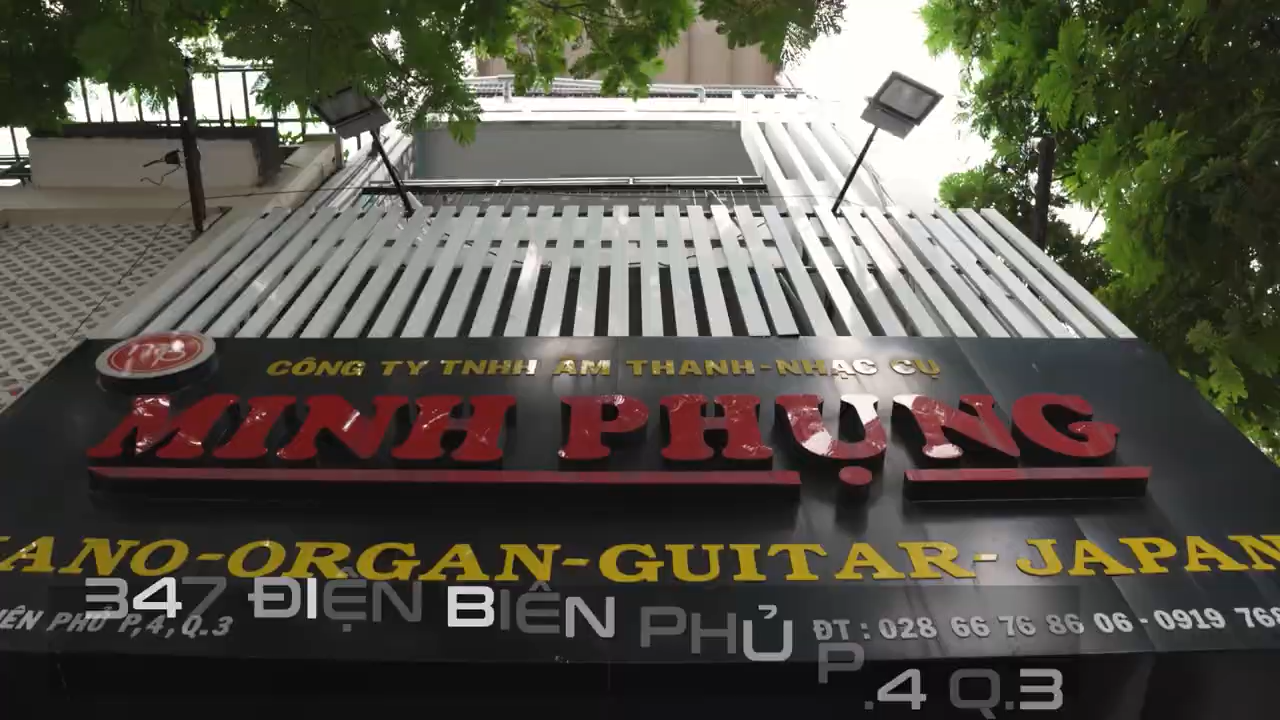 CÔNG TY TNHH ÂM THANH-NHẠC CỤ
MINH PHỤNG
IANO-ORGAN-GUITAR-JAPAN
IÊN PHỦ P,4,Q.3 ĐT : 028 66 76 86 06 - 0919 768
347 ĐIỆN BIÊN PHỦ
P.4 Q.3